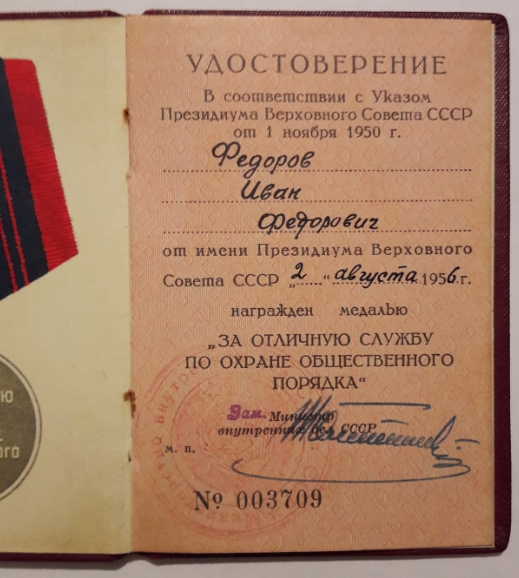 УДОСТОВЕРЕНИЕ
В соответствии с Указом
Президиума Верховного Совета СССР
от 1 ноября 1950 г.
Федоров
Иван
Федорович
от имени Президиума Верховного
Совета СССР „2“ августа 1956 г.
награжден медалью
„ЗА ОТЛИЧНУЮ СЛУЖБУ
ПО ОХРАНЕ ОБЩЕСТВЕННОГО
ПОРЯДКА“
Зам. Министр
внутренних дел СССР
м. п.
№ 003709